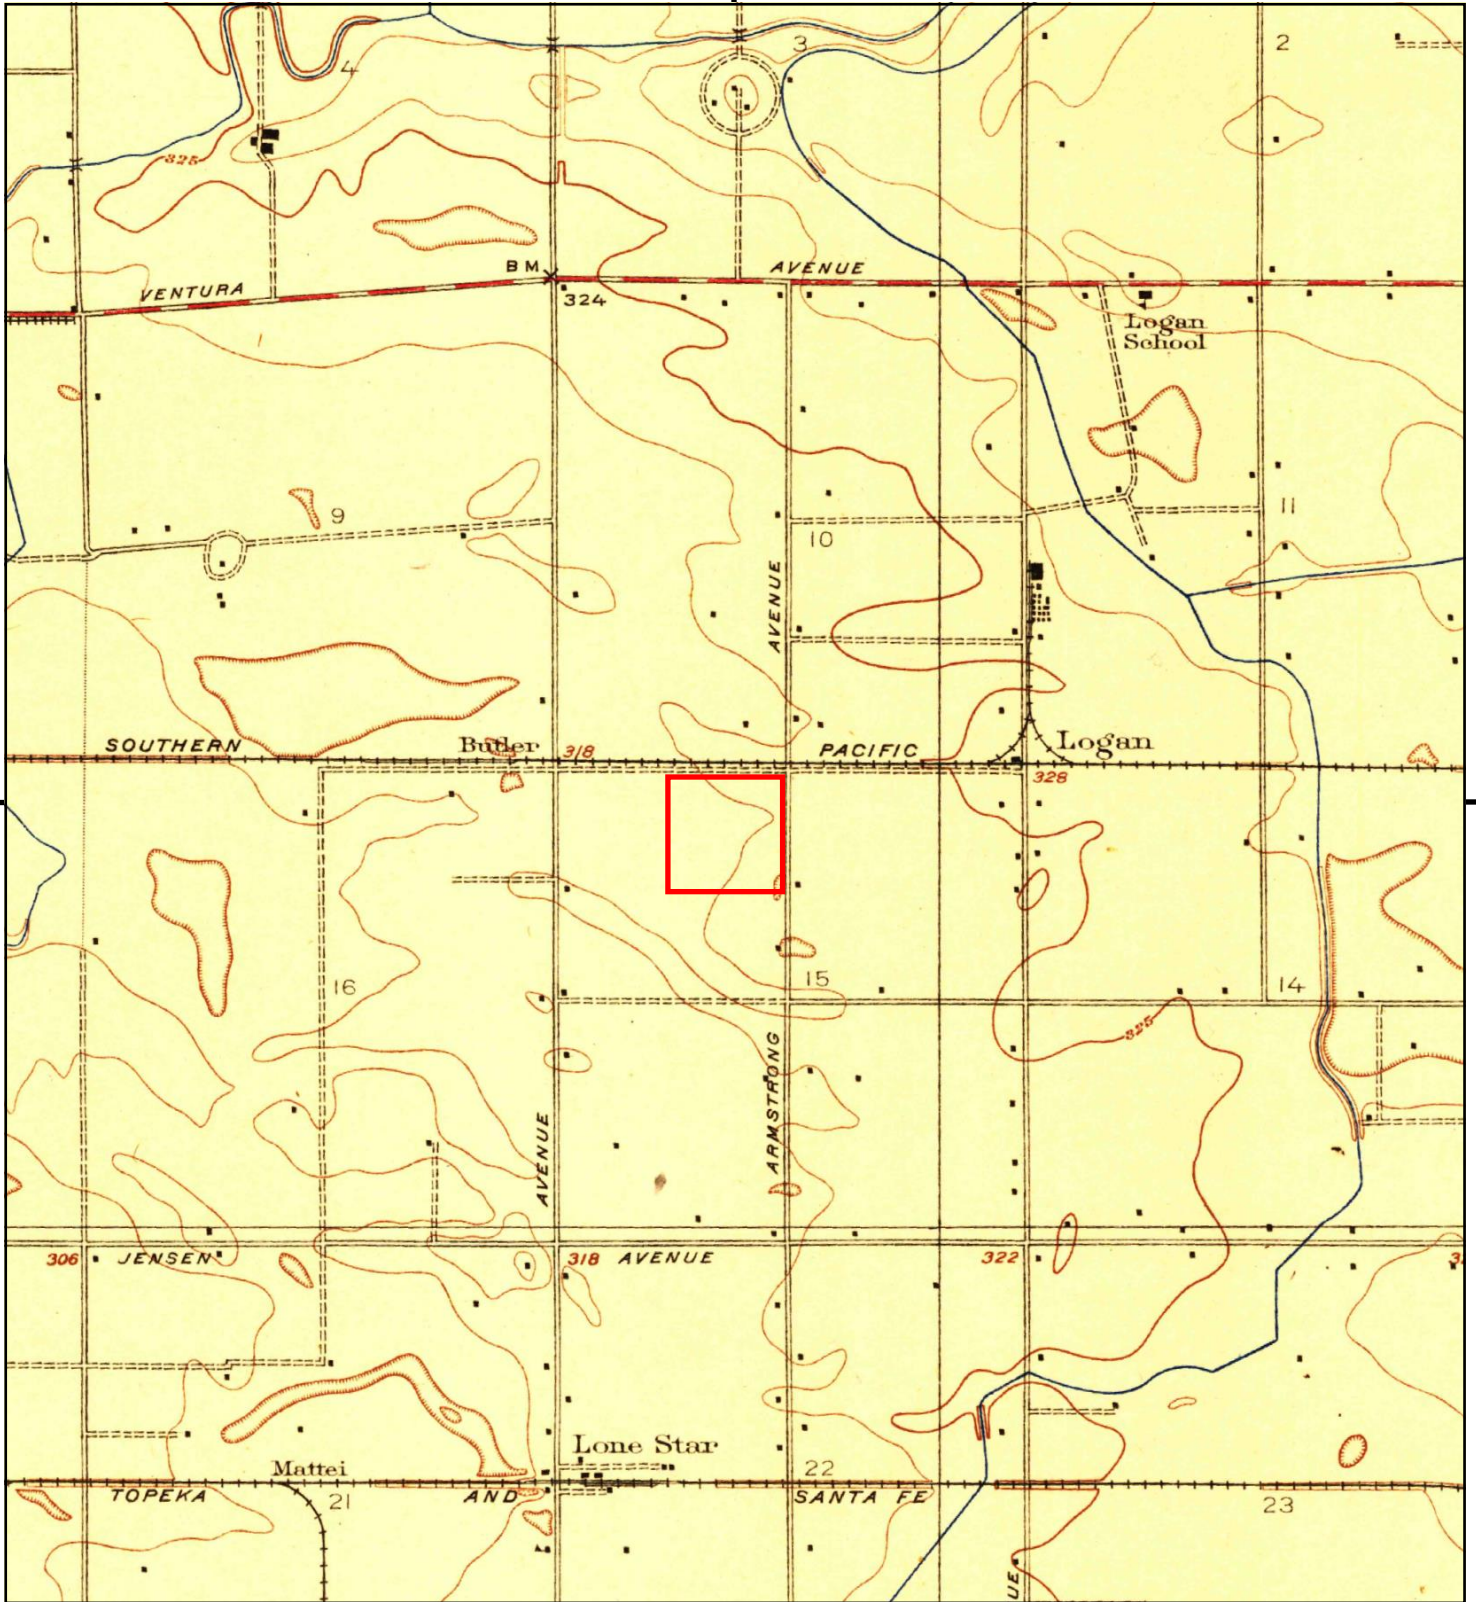 3
2
4
325
BM
AVENUE
VENTURA
324
Logan
School
9
11
10
AVENUE
SOUTHERN
Butler
318
PACIFIC
Logan
328
16
15
14
325
ARMSTRONG
AVENUE
306
JENSEN
318
AVENUE
322
Lone Star
Mattei
22
TOPEKA
21
AND
SANTA FE
23